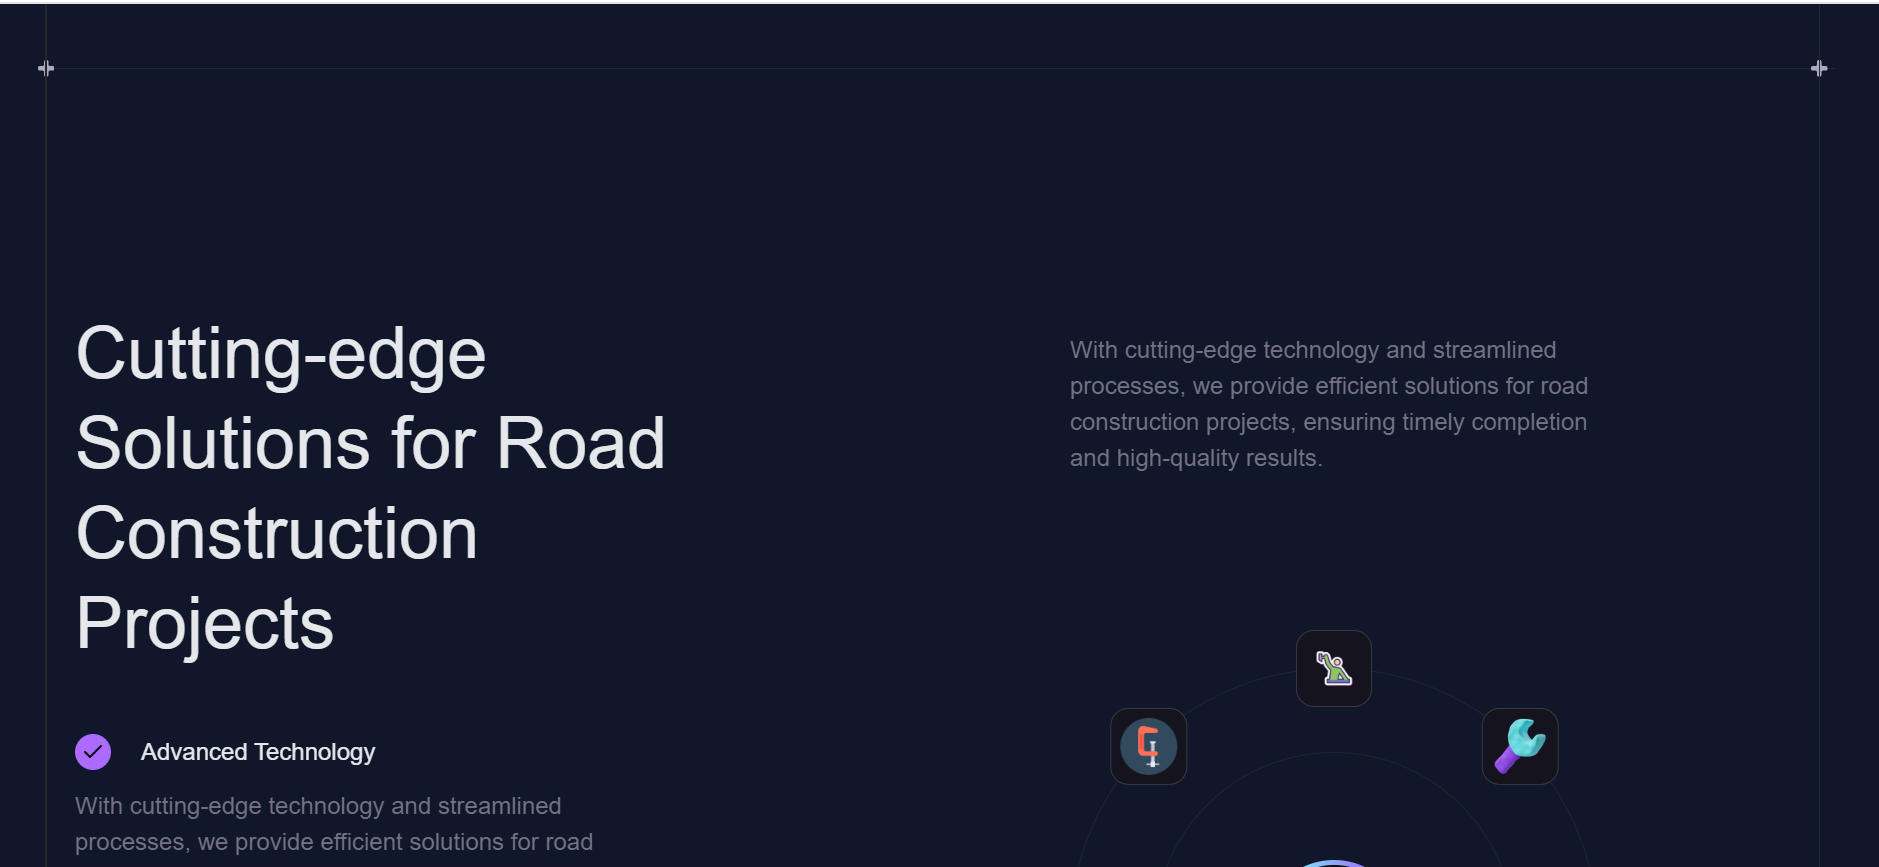 Cutting-edge
Solutions for Road
Construction
Projects
With cutting-edge technology and streamlined
processes, we provide efficient solutions for road
construction projects, ensuring timely completion
and high-quality results.
Advanced Technology
With cutting-edge technology and streamlined
processes, we provide efficient solutions for road